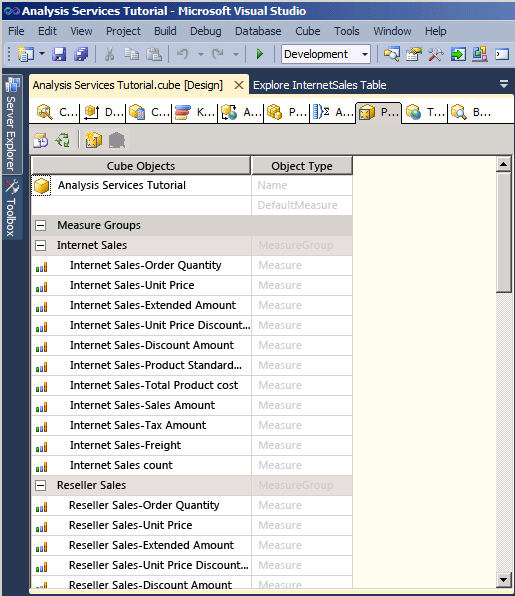 Analysis Services Tutorial - Microsoft Visual Studio
File Edit View Project Build Debug Database Cube Tools Window
Development
Server Explorer
Toolbox
Analysis Services Tutorial.cube [Design] Explore InternetSales Table
C... D... C... K... A... P... A... P... T... B...
Cube Objects Object Type
Analysis Services Tutorial Name
DefaultMeasure
Measure Groups
Internet Sales MeasureGroup
Internet Sales-Order Quantity Measure
Internet Sales-Unit Price Measure
Internet Sales-Extended Amount Measure
Internet Sales-Unit Price Discount... Measure
Internet Sales-Discount Amount Measure
Internet Sales-Product Standard... Measure
Internet Sales-Total Product cost Measure
Internet Sales-Sales Amount Measure
Internet Sales-Tax Amount Measure
Internet Sales-Freight Measure
Internet Sales count Measure
Reseller Sales MeasureGroup
Reseller Sales-Order Quantity Measure
Reseller Sales-Unit Price Measure
Reseller Sales-Extended Amount Measure
Reseller Sales-Unit Price Discount... Measure
Reseller Sales-Discount Amount Measure